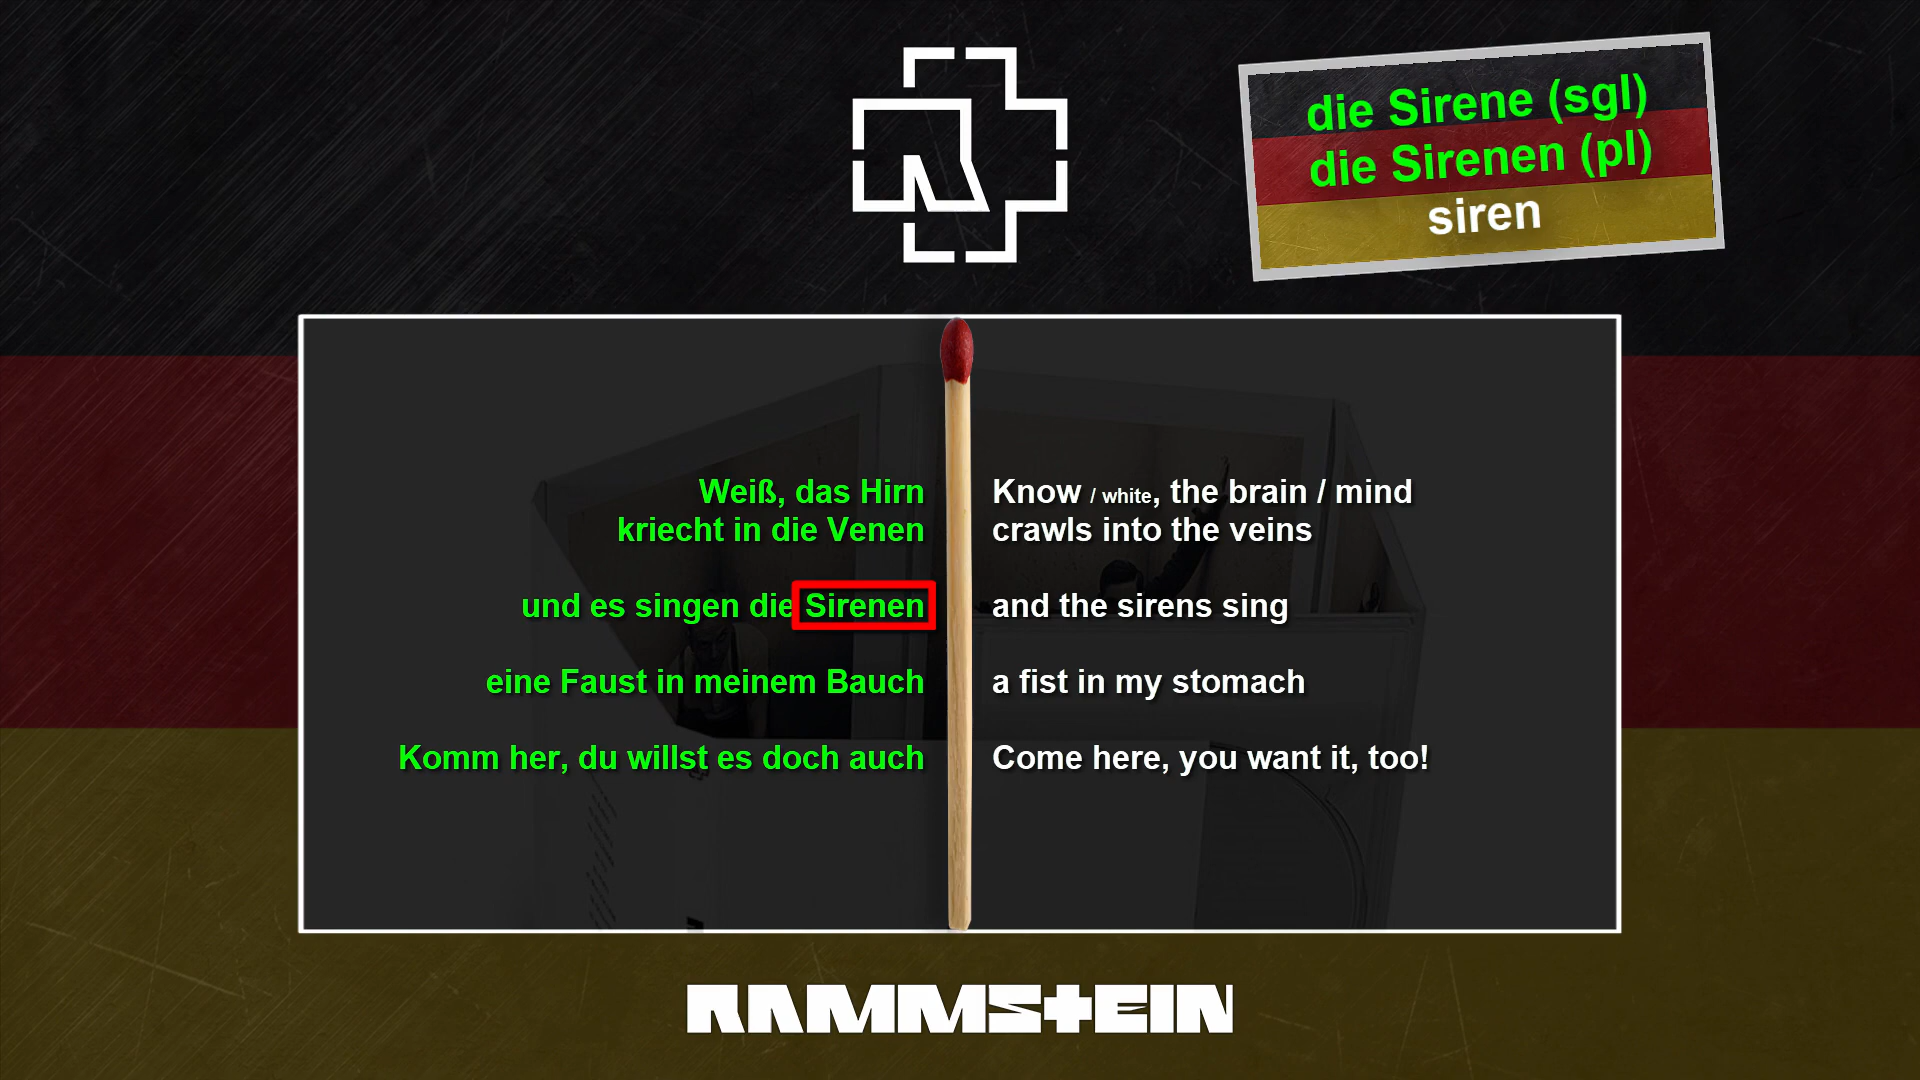 die Sirene (sgl)
die Sirenen (pl)
siren
Weiß, das Hirn
kriecht in die Venen
und es singen die Sirenen
eine Faust in meinem Bauch
Komm her, du willst es doch auch
Know / white, the brain / mind
crawls into the veins
and the sirens sing
a fist in my stomach
Come here, you want it, too!
RAMMSTEIN